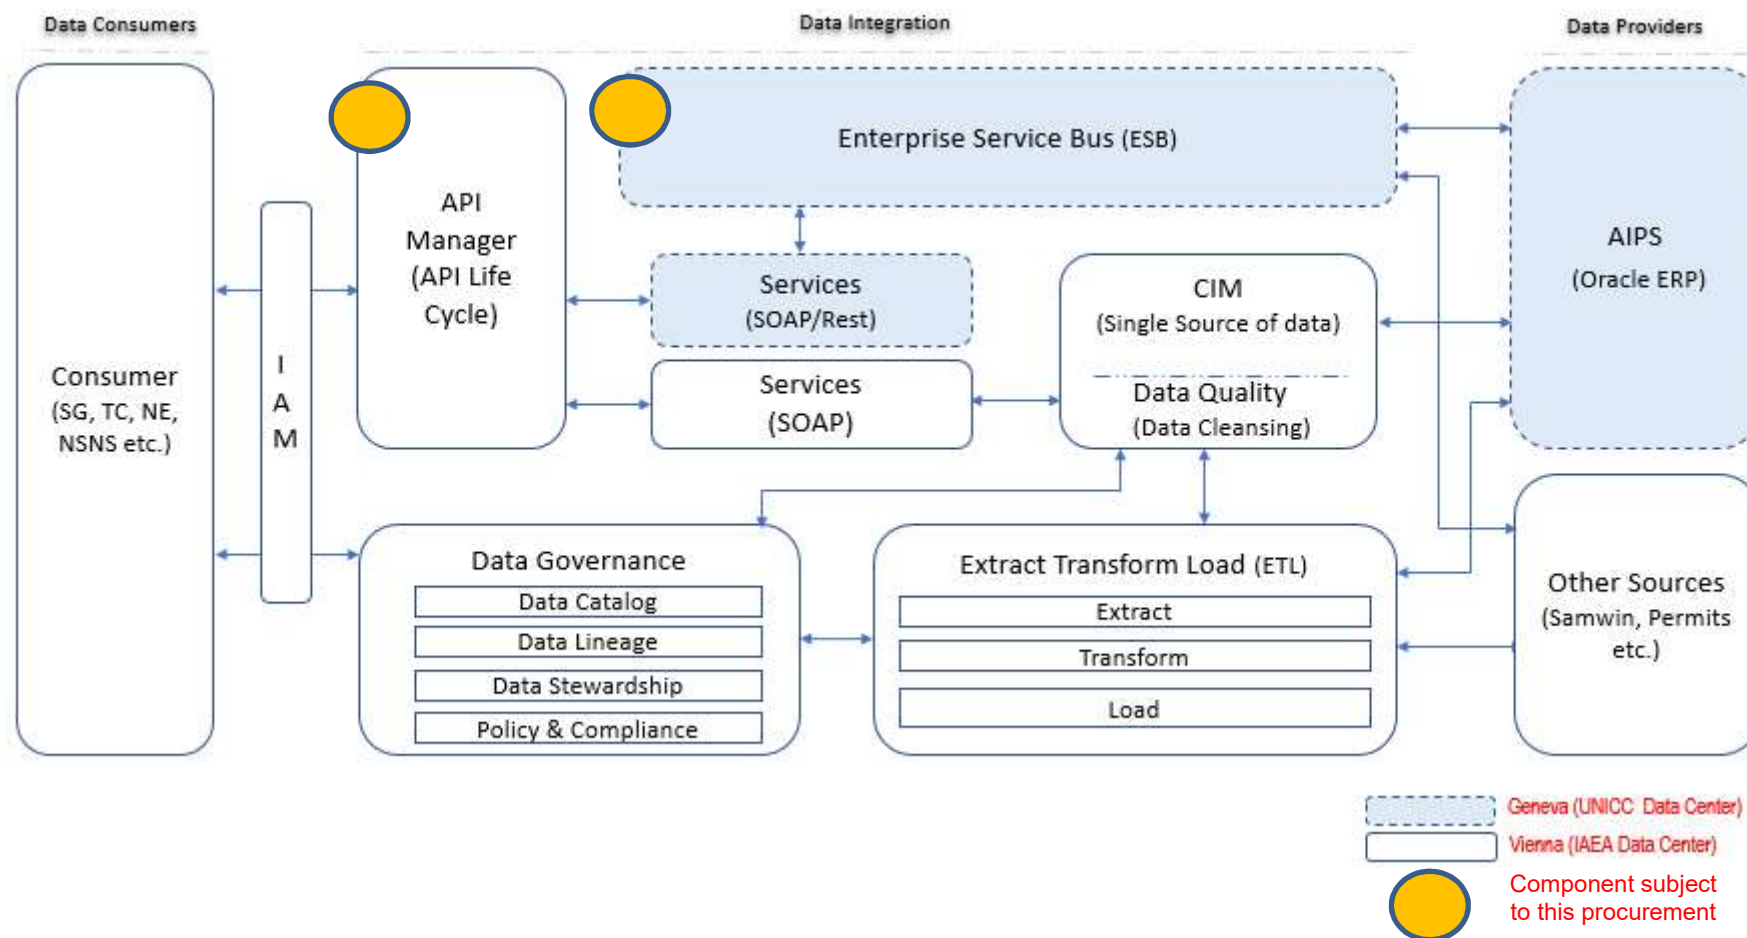 Data Consumers
Data Integration
Data Providers
Consumer
(SG, TC, NE,
NSNS etc.)
I
A
M
API
Manager
(API Life
Cycle)
Enterprise Service Bus (ESB)
Services
(SOAP/Rest)
Services
(SOAP)
CIM
(Single Source of data)
Data Quality
(Data Cleansing)
AIPS
(Oracle ERP)
Data Governance
Data Catalog
Data Lineage
Data Stewardship
Policy & Compliance
Extract Transform Load (ETL)
Extract
Transform
Load
Other Sources
(Samwin, Permits
etc.)
Geneva (UNICC Data Center)
Vienna (IAEA Data Center)
Component subject
to this procurement